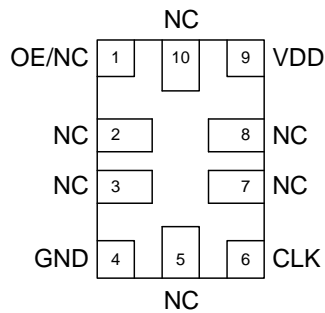 NC
OE/NC 1 10 9 VDD
NC 2 8 NC
NC 3 7 NC
GND 4 5 6 CLK
NC